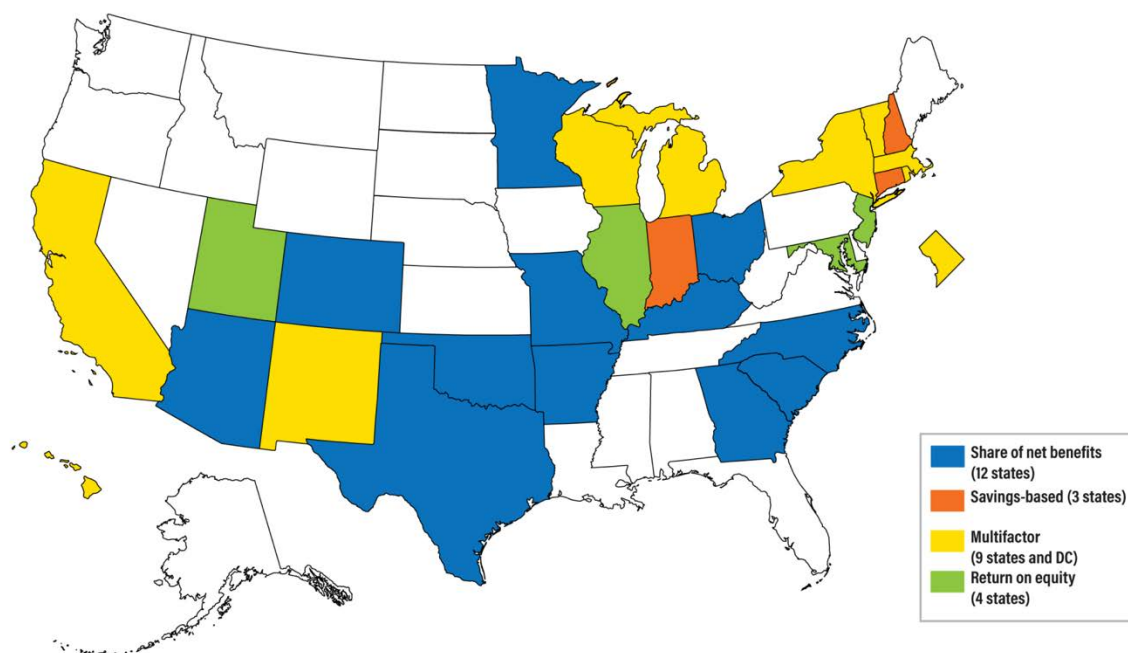 Share of net benefits
(12 states)
Savings-based (3 states)
Multifactor
(9 states and DC)
Return on equity
(4 states)